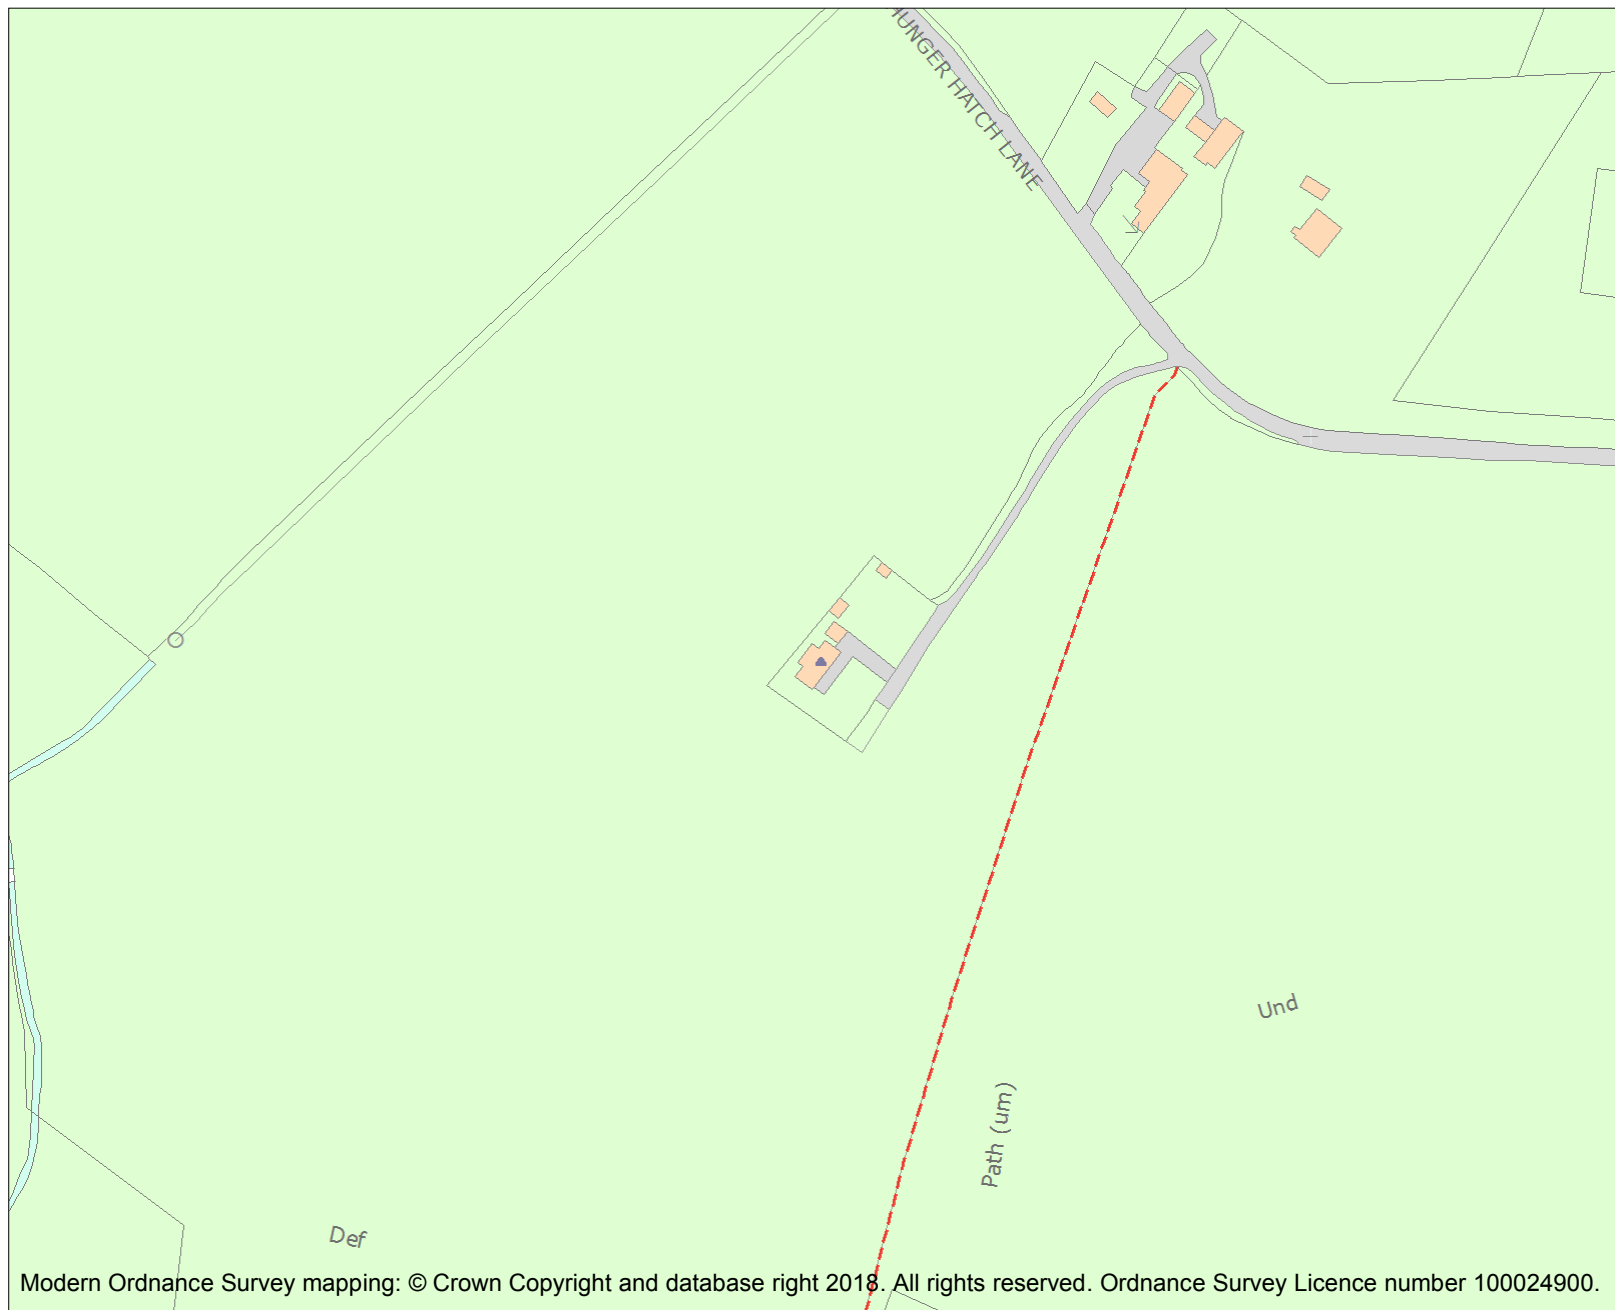 HUNGER HATCH LANE
Und
Path (um)
Def
Modern Ordnance Survey mapping: © Crown Copyright and database right 2018. All rights reserved. Ordnance Survey Licence number 100024900.